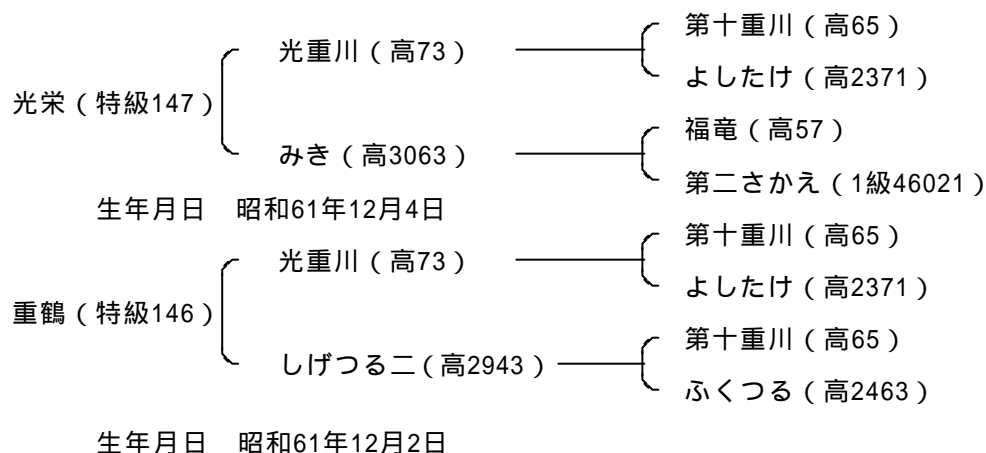 第十重川（高65）
光重川（高73）
よしたけ（高2371）
光栄（特級147）
福竜（高57）
みき（高3063）
第二さかえ（1級46021）
生年月日　昭和61年12月4日
第十重川（高65）
光重川（高73）
よしたけ（高2371）
重鶴（特級146）
第十重川（高65）
しげつる二（高2943）
ふくつる（高2463）
生年月日　昭和61年12月2日